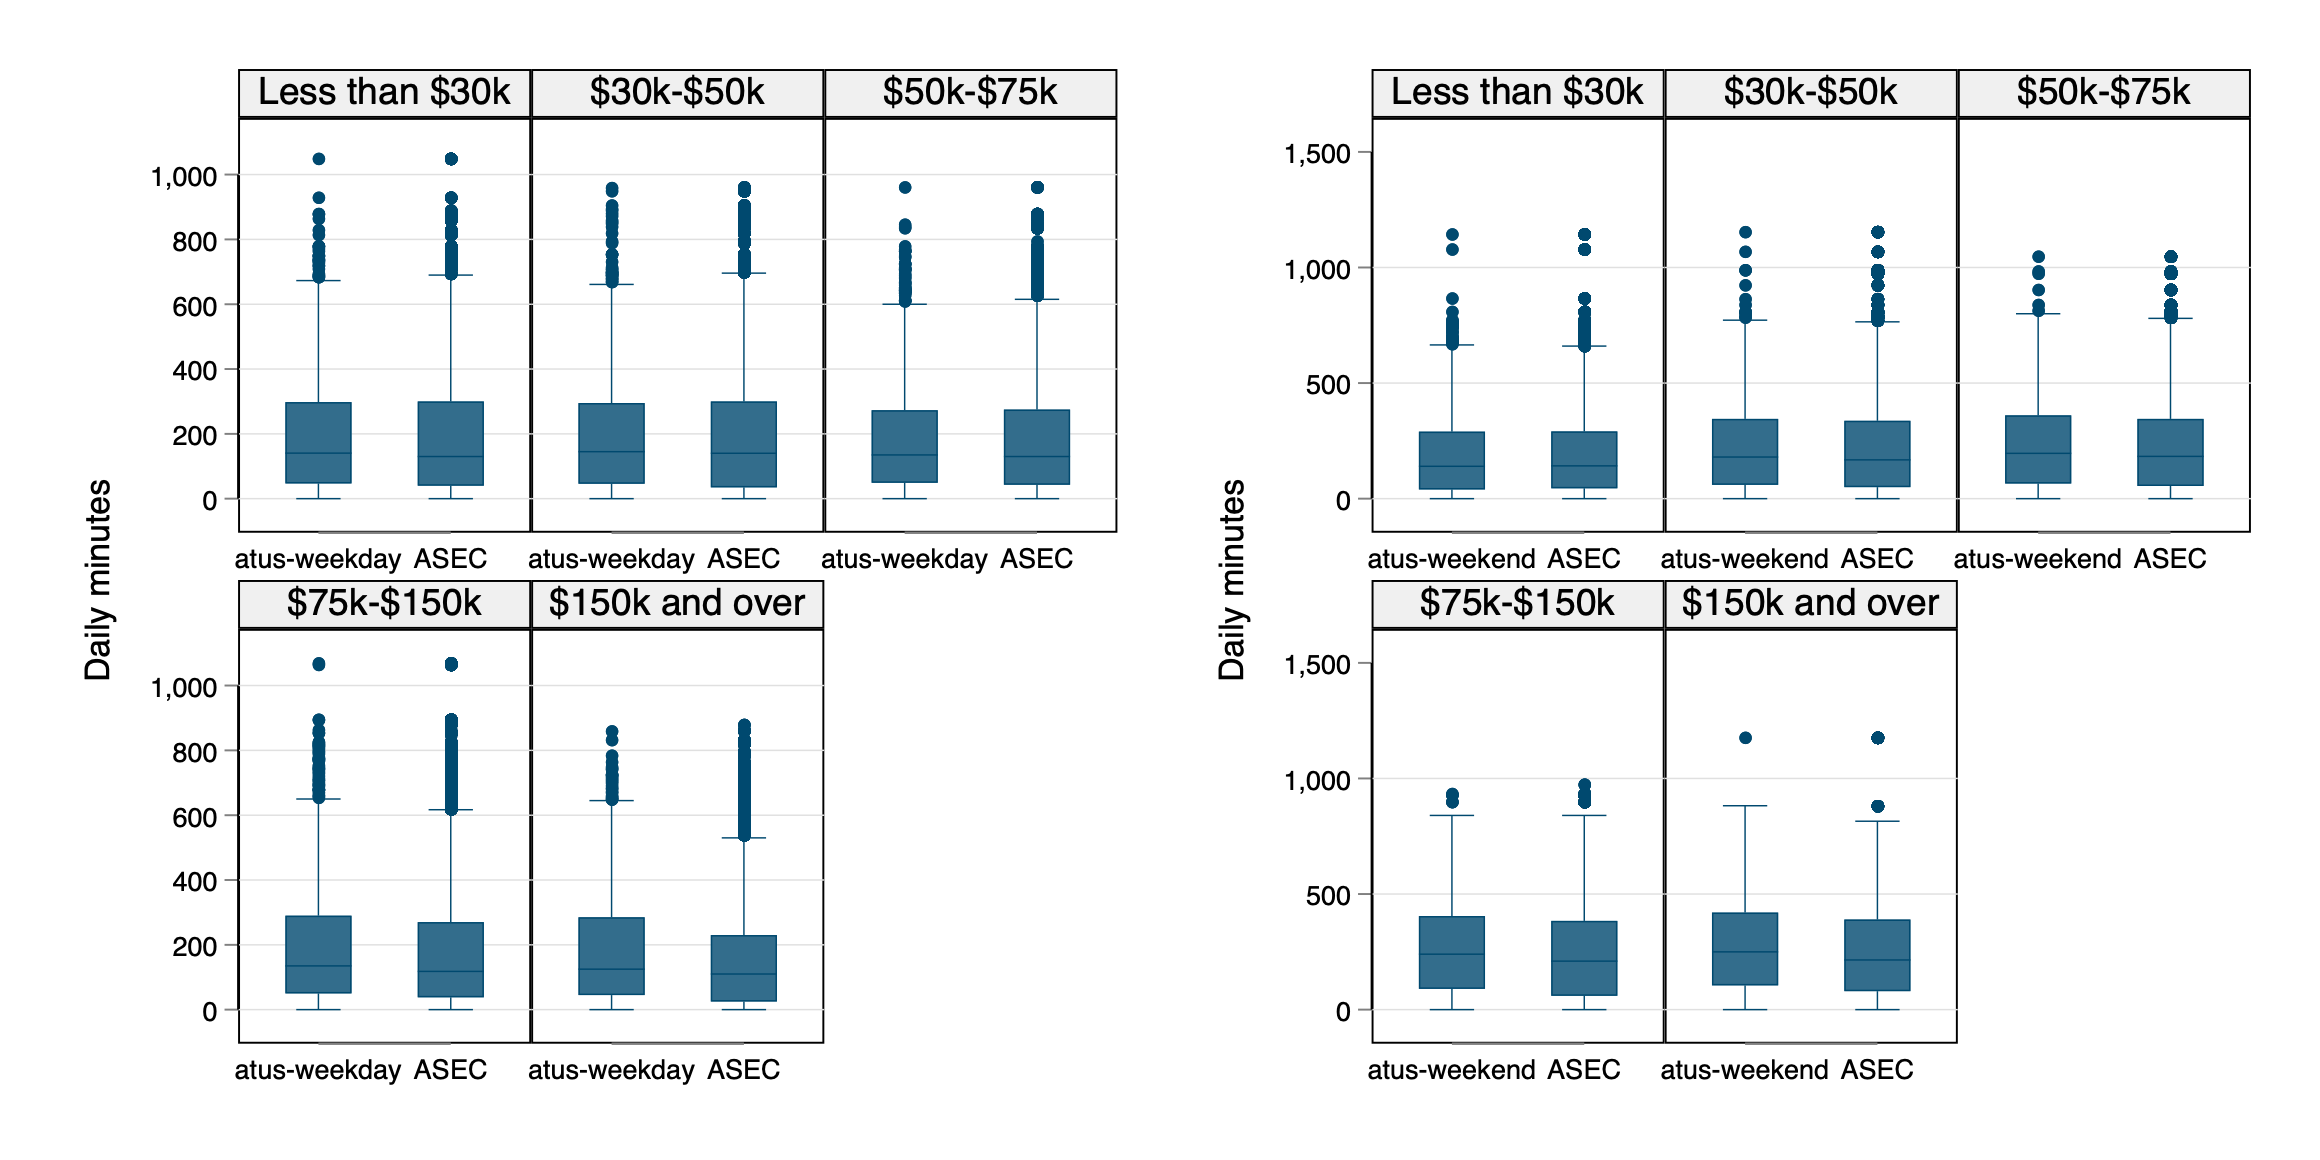 Less than $30k $30k-$50k $50k-$75k
1,000
800
600
400
200
0
atus-weekday ASEC atus-weekday ASEC atus-weekday ASEC
$75k-$150k $150k and over
1,000
800
600
400
200
0
atus-weekday ASEC atus-weekday ASEC
Daily minutes
Less than $30k $30k-$50k $50k-$75k
1,500
1,000
500
0
atus-weekend ASEC atus-weekend ASEC atus-weekend ASEC
$75k-$150k $150k and over
1,500
1,000
500
0
atus-weekend ASEC atus-weekend ASEC
Daily minutes